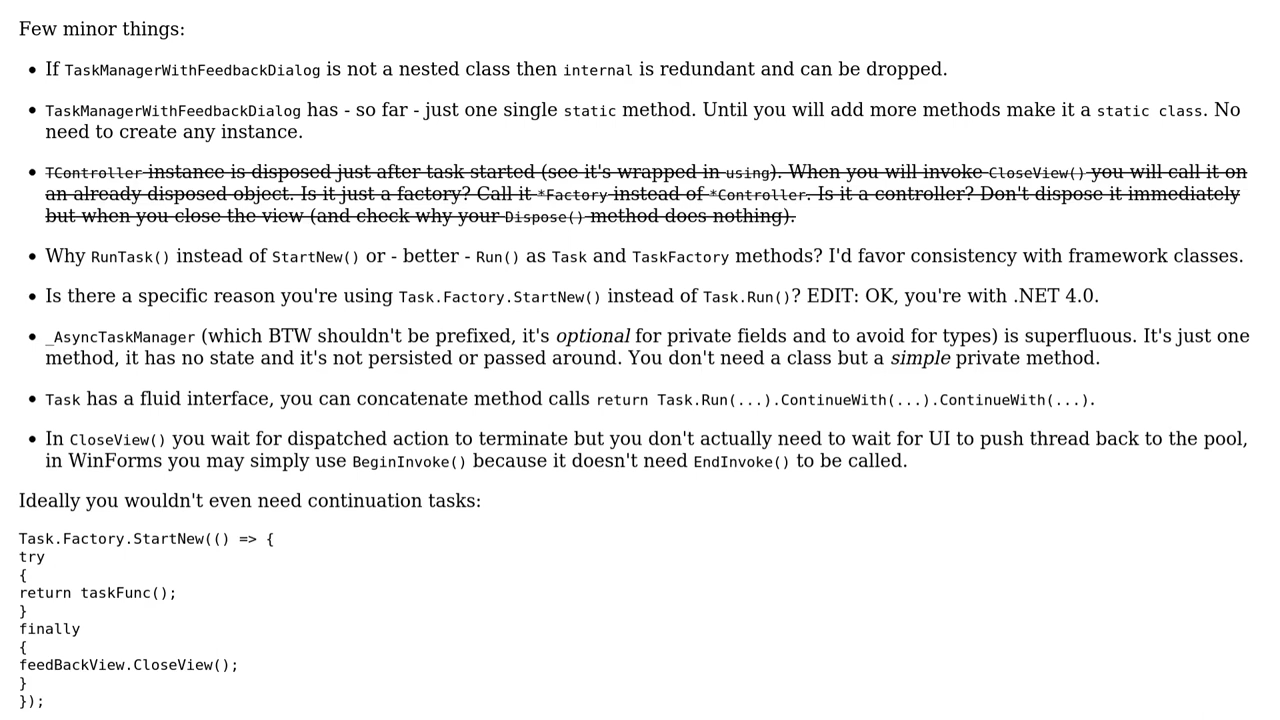 Few minor things:
• If TaskManagerWithFeedbackDialog is not a nested class then internal is redundant and can be dropped.
• TaskManagerWithFeedbackDialog has - so far - just one single static method. Until you will add more methods make it a static class. No
need to create any instance.
• TController instance is disposed just after task started (see it's wrapped in using). When you will invoke CloseView() you will call it on
an already disposed object. Is it just a factory? Call it *Factory instead of *Controller. Is it a controller? Don't dispose it immediately
but when you close the view (and check why your Dispose() method does nothing).
• Why RunTask() instead of StartNew() or - better - Run() as Task and TaskFactory methods? I'd favor consistency with framework classes.
• Is there a specific reason you're using Task.Factory.StartNew() instead of Task.Run()? EDIT: OK, you're with .NET 4.0.
• _AsyncTaskManager (which BTW shouldn't be prefixed, it's optional for private fields and to avoid for types) is superfluous. It's just one
method, it has no state and it's not persisted or passed around. You don't need a class but a simple private method.
• Task has a fluid interface, you can concatenate method calls return Task.Run(...).ContinueWith(...).ContinueWith(...).
• In CloseView() you wait for dispatched action to terminate but you don't actually need to wait for UI to push thread back to the pool,
in WinForms you may simply use BeginInvoke() because it doesn't need EndInvoke() to be called.
Ideally you wouldn't even need continuation tasks:
Task.Factory.StartNew(() => {
try
{
return taskFunc();
}
finally
{
feedBackView.CloseView();
}
});